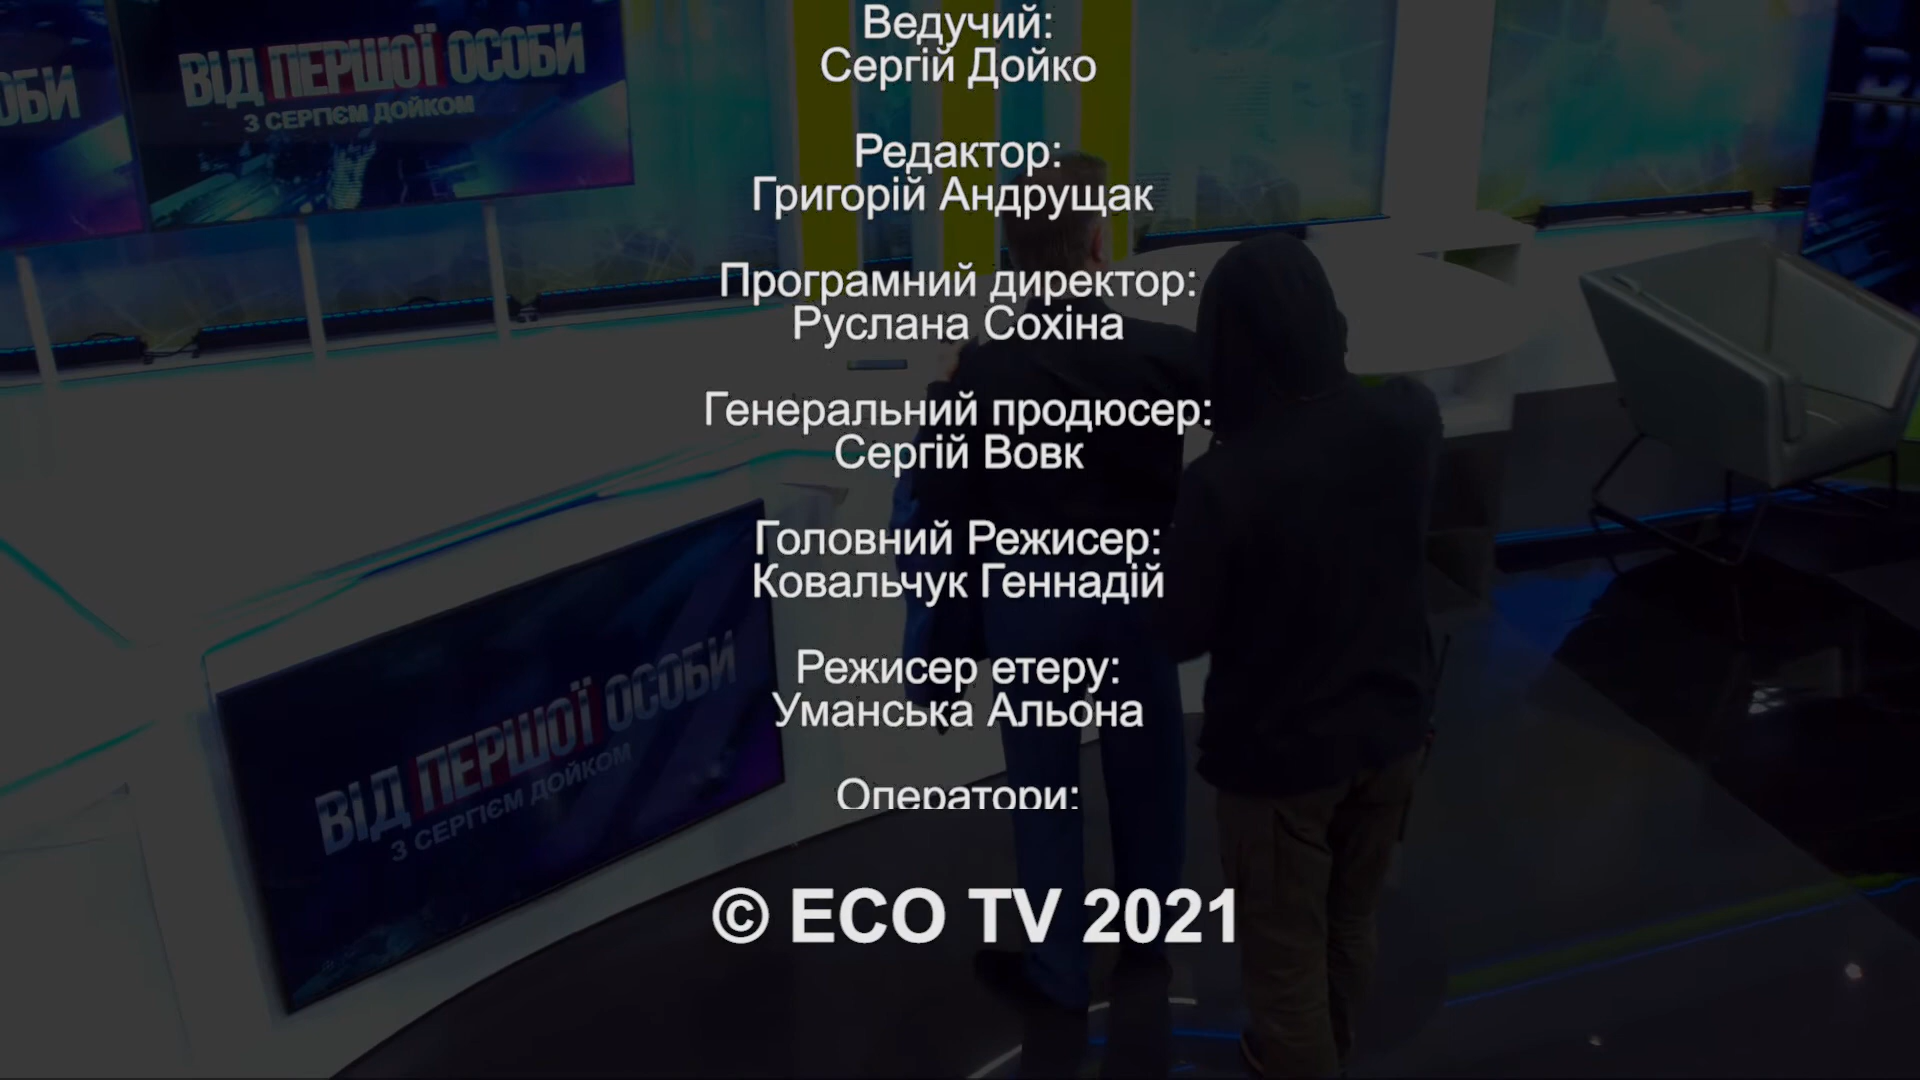 ОБИ
ВІД ПЕРШОЇ ОСОБИ
З СЕРГІЄМ ДОЙКОМ
Ведучий:
Сергій Дойко
Редактор:
Григорій Андрущак
Програмний директор:
Руслана Сохіна
Генеральний продюсер:
Сергій Вовк
Головний Режисер:
Ковальчук Геннадій
Режисер етеру:
Уманська Альона
Оператори:
ВІД ПЕРШОЇ ОСОБИ
З СЕРГІЄМ ДОЙКОМ
© ECO TV 2021